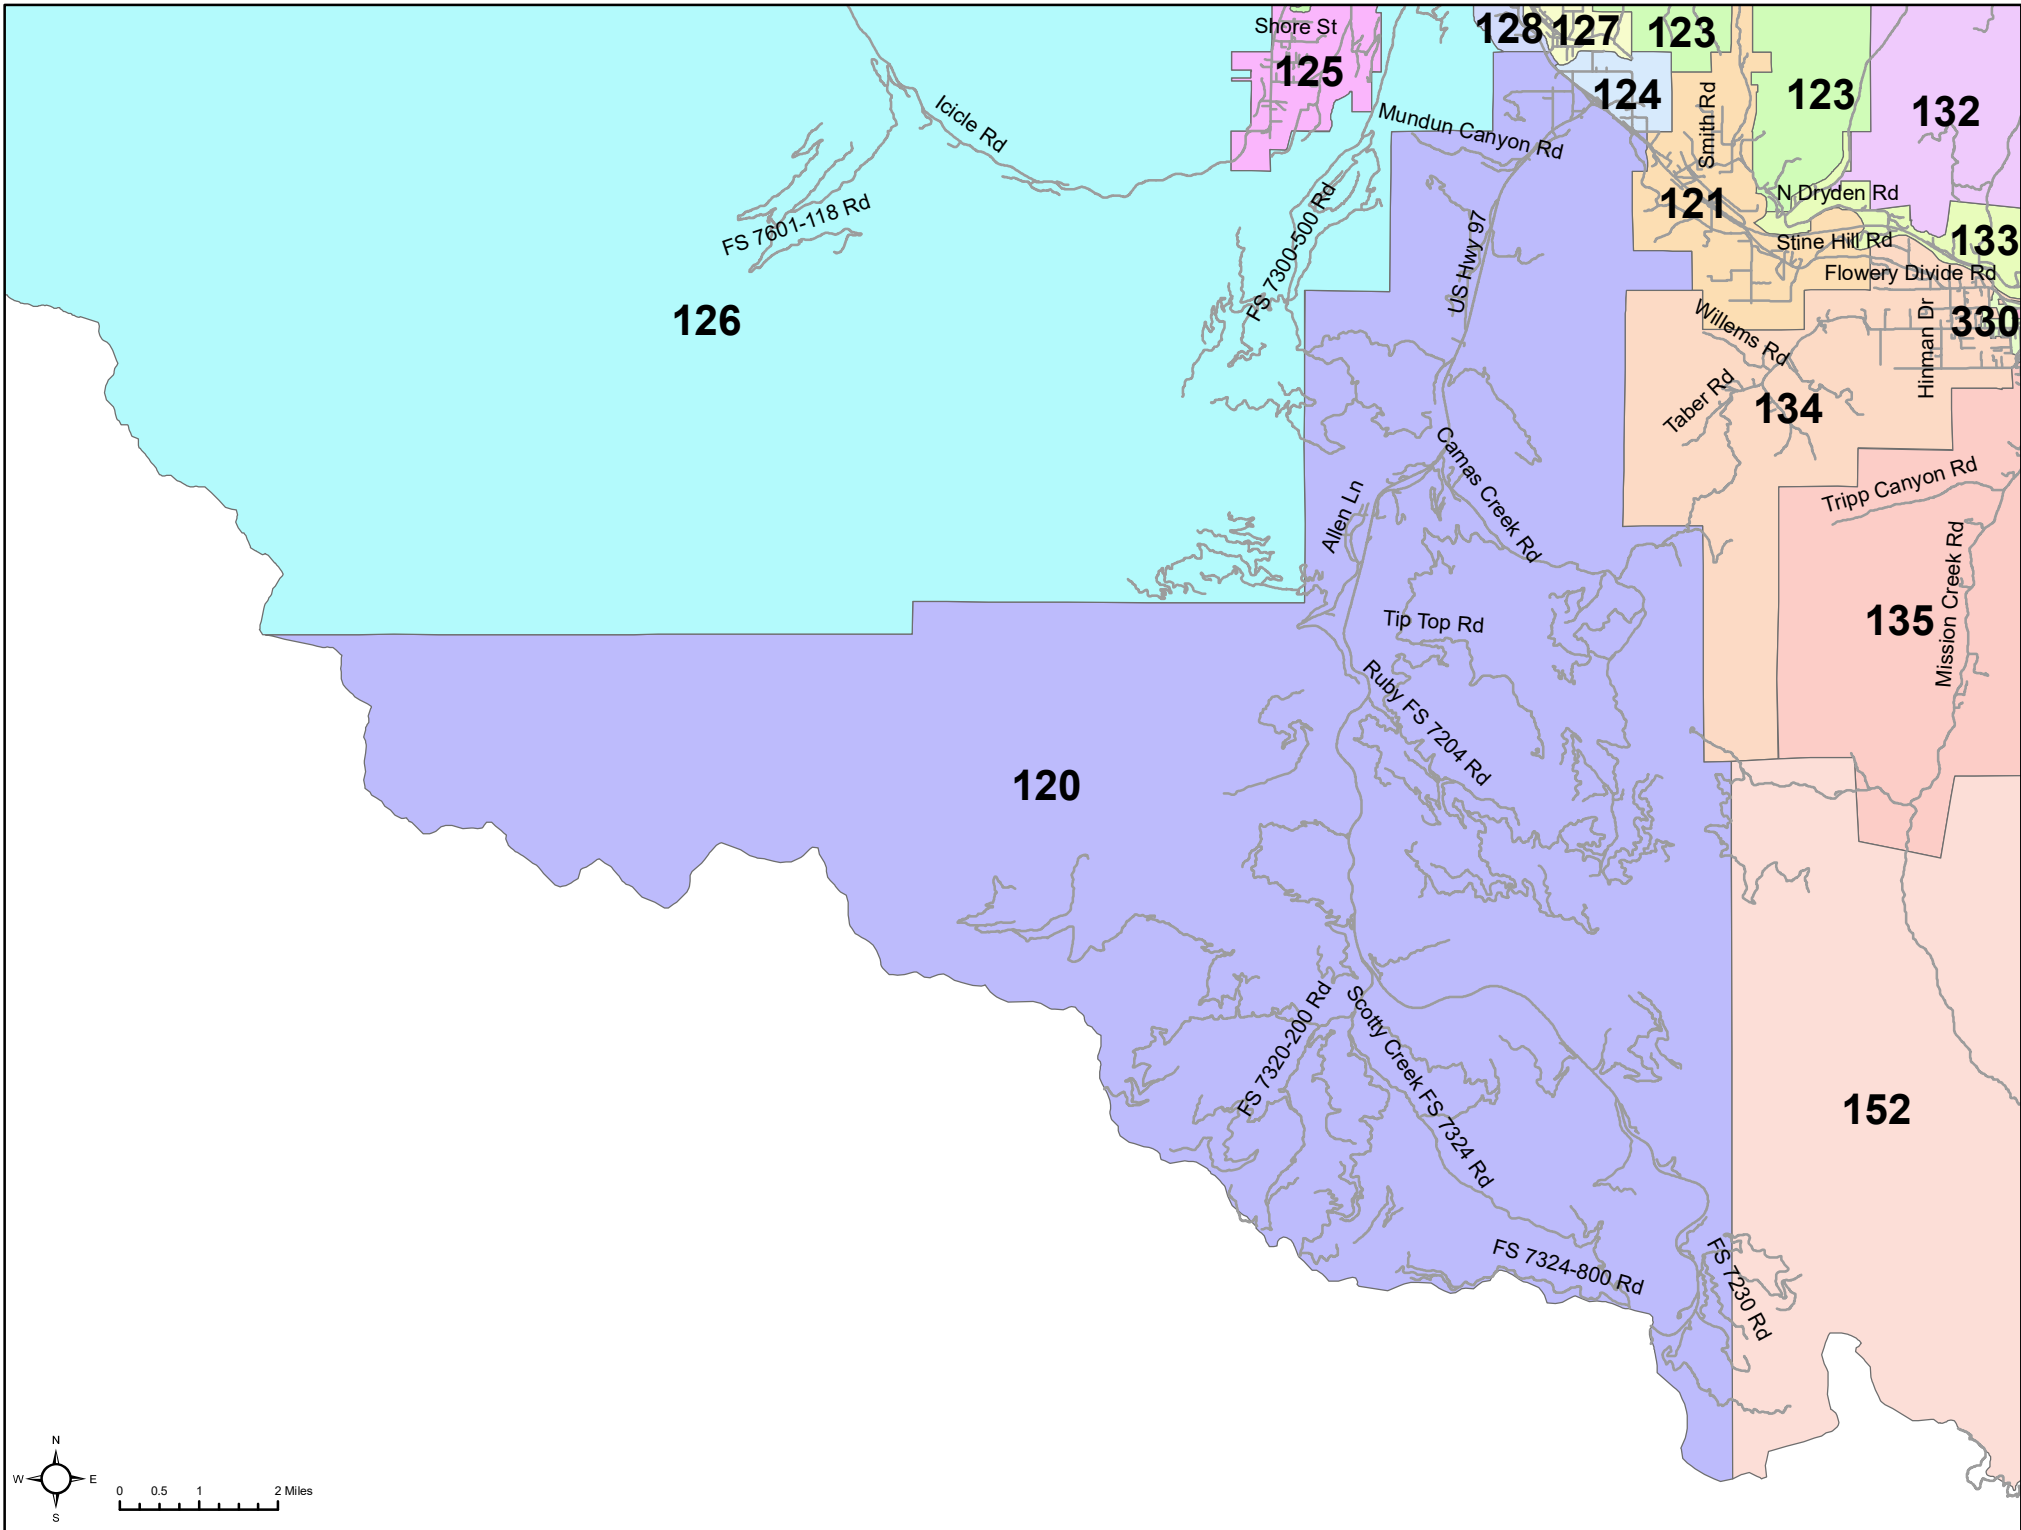 Shore St
128
127
123
125
124
Smith Rd
123
132
Icicle Rd
Mundun Canyon Rd
N Dryden Rd
FS 7601-118 Rd
FS 7300-500 Rd
US Hwy 97
121
Stine Hill Rd
133
Flowery Divide Rd
126
Willems Rd
Hinman Dr
330
Taber Rd
134
Camas Creek Rd
Tripp Canyon Rd
Allen Ln
Mission Creek Rd
Tip Top Rd
135
Ruby FS 7204 Rd
120
FS 7320-200 Rd
Scotty Creek FS 7324 Rd
152
FS 7324-800 Rd
FS 7230 Rd
N
W
E
S
0 0.5 1 2 Miles